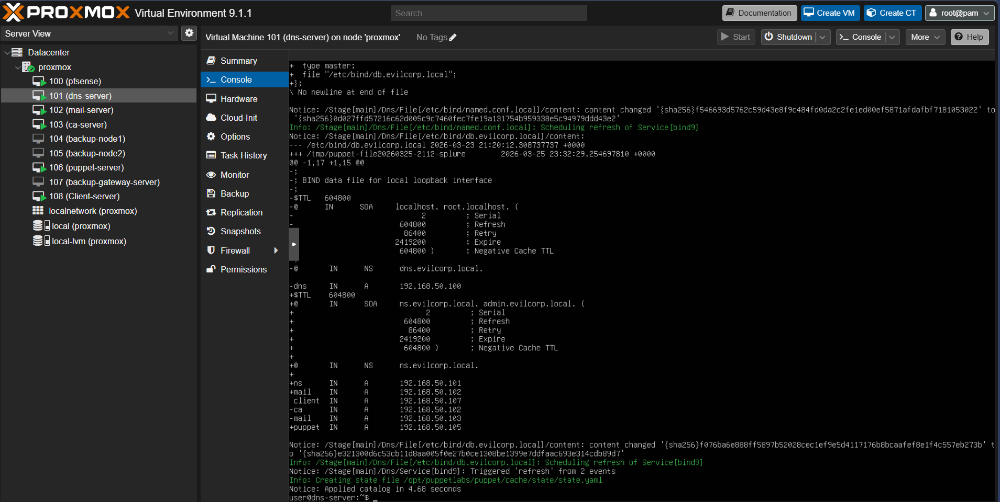 PROXMOX Virtual Environment 9.1.1
Search
Documentation
Create VM
Create CT
root@pam
Server View
Virtual Machine 101 (dns-server) on node 'proxmox'
No Tags
Start
Shutdown
Console
More
Help
Datacenter
proxmox
100 (pfsense)
101 (dns-server)
102 (mail-server)
103 (ca-server)
104 (backup-node1)
105 (backup-node2)
106 (puppet-server)
107 (backup-gateway-server)
108 (Client-server)
localnetwork (proxmox)
local (proxmox)
local-lvm (proxmox)
Summary
Console
Hardware
Cloud-Init
Options
Task History
Monitor
Backup
Replication
Snapshots
Firewall
Permissions
+  type master;
+  file "/etc/bind/db.evilcorp.local";
+};
\ No newline at end of file
Notice: /Stage[main]/Dns/File[/etc/bind/named.conf.local]/content: content changed '{sha256}f546693d5762c59d43e8f9c484fd0da2c2fe1ed00ef5871afdafbf7181053022' to
'{sha256}0d027ffd57216c62d005c9c7460fec7fe19a131754b959338e5c94979ddd43e2'
Info: /Stage[main]/Dns/File[/etc/bind/named.conf.local]: Scheduling refresh of Service[bind9]
Notice: /Stage[main]/Dns/File[/etc/bind/db.evilcorp.local]/content:
--- /etc/bind/db.evilcorp.local 2026-03-23 21:20:12.308737737 +0000
+++ /tmp/puppet-file20260325-2112-splwre        2026-03-25 23:32:29.254697810 +0000
@@ -1,17 +1,15 @@
-;
-; BIND data file for local loopback interface
-;
-$TTL   604800
-@      IN      SOA     localhost. root.localhost. (
-                             2         ; Serial
-                        604800         ; Refresh
86400         ; Retry
2419200         ; Expire
604800 )       ; Negative Cache TTL
-@       IN      NS      dns.evilcorp.local.
-dns     IN      A       192.168.50.100
+$TTL    604800
+@       IN      SOA     ns.evilcorp.local. admin.evilcorp.local. (
+                              2         ; Serial
+                         604800         ; Refresh
+                          86400         ; Retry
+                        2419200         ; Expire
+                         604800 )       ; Negative Cache TTL
+
+@       IN      NS      ns.evilcorp.local.
+
+ns      IN      A       192.168.50.101
+mail    IN      A       192.168.50.102
client  IN      A       192.168.50.107
-ca      IN      A       192.168.50.102
-mail    IN      A       192.168.50.103
+puppet  IN      A       192.168.50.105
Notice: /Stage[main]/Dns/File[/etc/bind/db.evilcorp.local]/content: content changed '{sha256}f076ba6e888ff5897b52028cec1ef9e5d4117176b8bcaafef8e1f4c557eb273b' t
o '{sha256}e321300d6c53cb11d8aa005f0e27b0ce1308be1399e7ddfaac693e314cdb89d7'
Info: /Stage[main]/Dns/File[/etc/bind/db.evilcorp.local]: Scheduling refresh of Service[bind9]
Notice: /Stage[main]/Dns/Service[bind9]: Triggered 'refresh' from 2 events
Info: Creating state file /opt/puppetlabs/puppet/cache/state/state.yaml
Notice: Applied catalog in 4.68 seconds
user@dns-server:~$ _